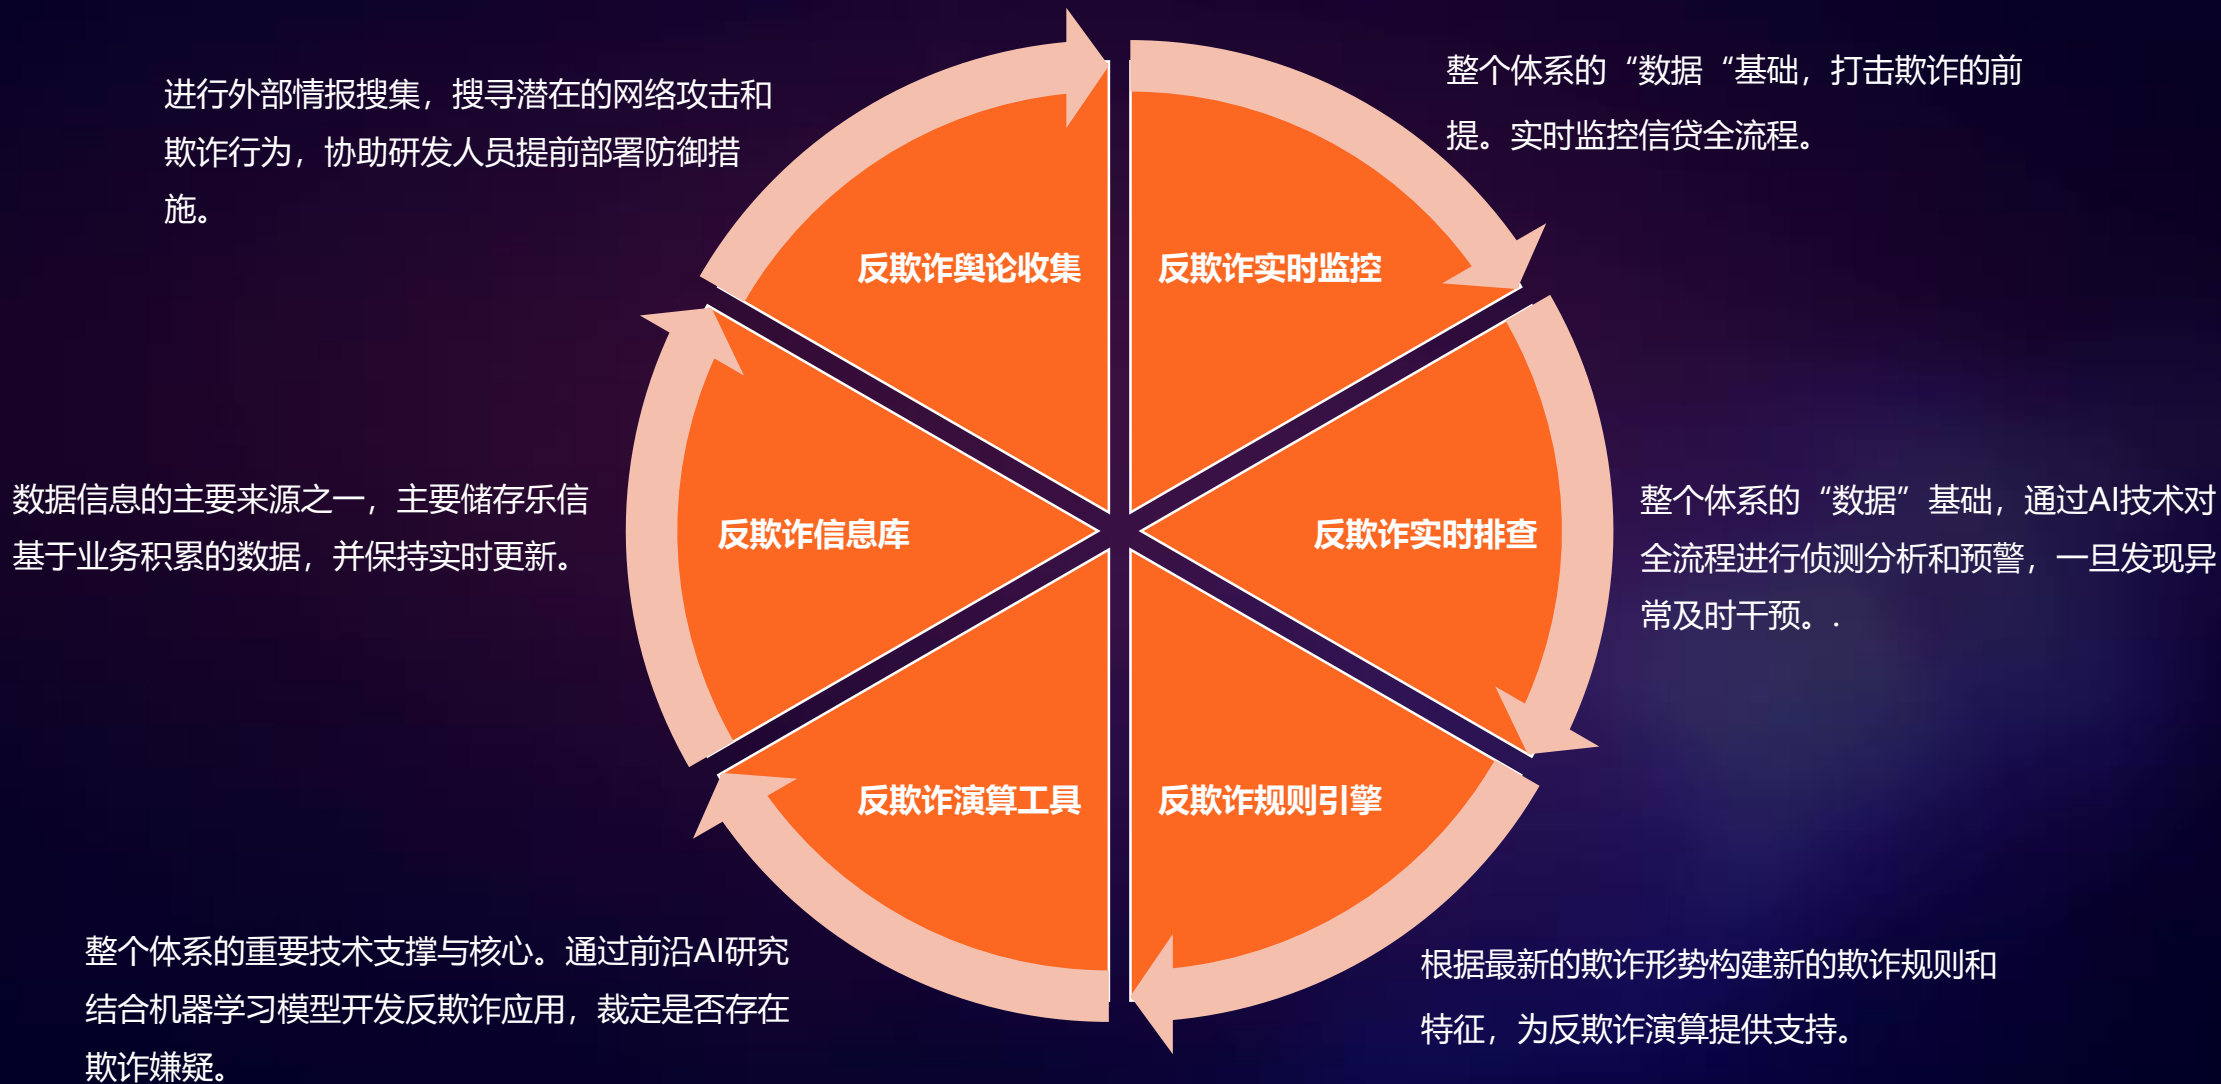 进行外部情报搜集，搜寻潜在的网络攻击和
欺诈行为，协助研发人员提前部署防御措
施。
整个体系的“数据“基础，打击欺诈的前
提。实时监控信贷全流程。
反欺诈舆论收集
反欺诈实时监控
数据信息的主要来源之一，主要储存乐信
基于业务积累的数据，并保持实时更新。
反欺诈信息库
反欺诈实时排查
整个体系的“数据”基础，通过AI技术对
全流程进行侦测分析和预警，一旦发现异
常及时干预。.
反欺诈演算工具
反欺诈规则引擎
整个体系的重要技术支撑与核心。通过前沿AI研究
结合机器学习模型开发反欺诈应用，裁定是否存在
欺诈嫌疑。
根据最新的欺诈形势构建新的欺诈规则和
特征，为反欺诈演算提供支持。